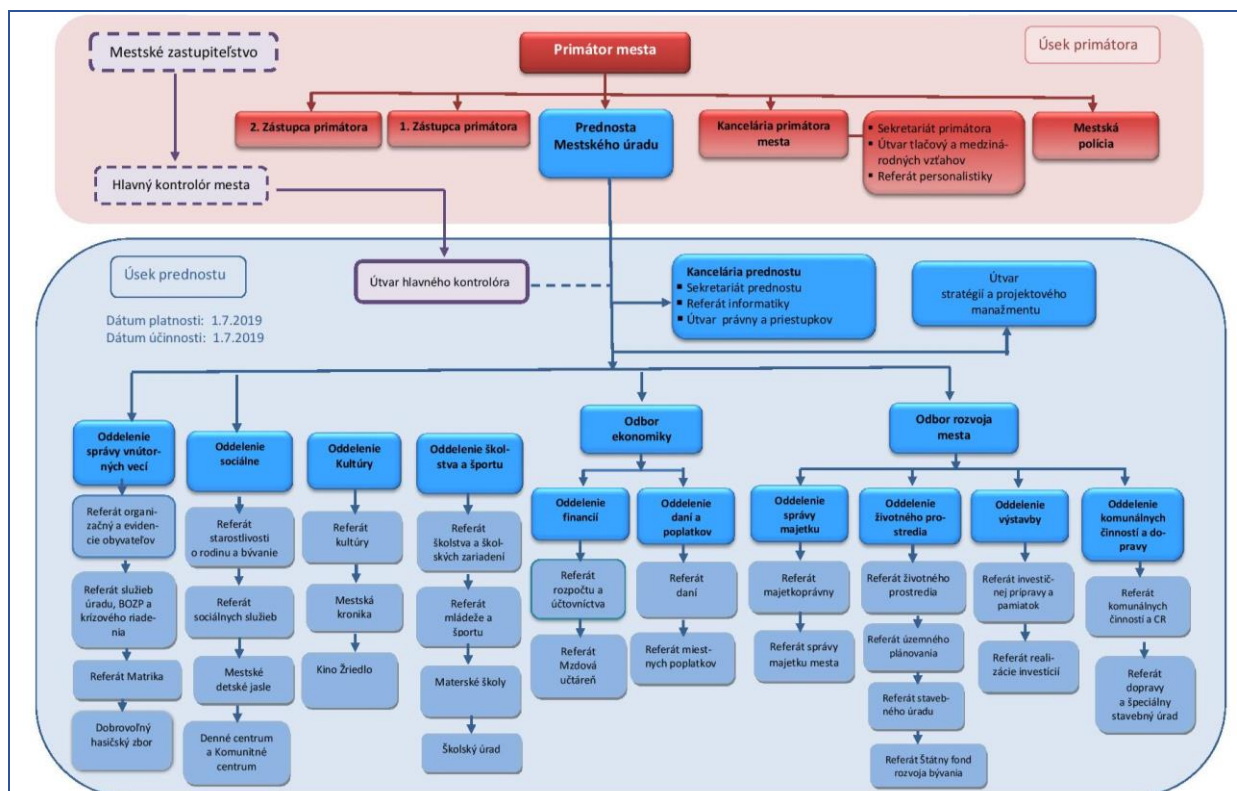 Mestské zastupiteľstvo
Primátor mesta
Úsek primátora
2. Zástupca primátora
1. Zástupca primátora
Prednosta
Mestského úradu
Kancelária primátora
mesta
▪ Sekretariát primátora
▪ Útvar tlačový a medziná-
rodných vzťahov
▪ Referát personalistiky
Mestská
polícia
Hlavný kontrolór mesta
Úsek prednostu
Útvar hlavného kontrolóra
Kancelária prednostu
▪ Sekretariát prednostu
▪ Referát informatiky
▪ Útvar právny a priestupkov
Útvar
stratégií a projektového
manažmentu
Dátum platnosti: 1.7.2019
Dátum účinnosti: 1.7.2019
Oddelenie
správy vnútor-
ných vecí
Referát organi-
začný a eviden-
cie obyvateľov
Referát služieb
úradu, BOZP a
krízového riade-
nia
Referát Matrika
Dobrovoľný
hasičský zbor
Oddelenie
sociálne
Referát
starostlivosti
o rodinu a bývanie
Referát
sociálnych služieb
Mestské
detské jasle
Denné centrum
a Komunitné
centrum
Oddelenie
Kultúry
Referát
kultúry
Mestská
kronika
Kino Žriedlo
Oddelenie škol-
stva a športu
Referát
školstva a škol-
ských zariadení
Referát
mládeže a
športu
Materské školy
Školský úrad
Odbor
ekonomiky
Oddelenie
financií
Referát
rozpočtu a
účtovníctva
Referát
Mzdová
učtáreň
Oddelenie
daní a
poplatkov
Referát
daní
Referát miest-
nych poplatkov
Odbor rozvoja
mesta
Oddelenie
správy
majetku
Referát
majetkoprávny
Referát správy
majetku mesta
Oddelenie
životného pro-
stredia
Referát životného
prostredia
Referát územného
plánovania
Referát staveb-
ného úradu
Referát Štátny fond
rozvoja bývania
Oddelenie
výstavby
Referát investič-
nej prípravy a
pamiatok
Referát reali-
zácie investícií
Oddelenie
komunálnych
činností a do-
pravy
Referát
komunálnych
činností a CR
Referát
dopravy
a špeciálny
stavebný úrad